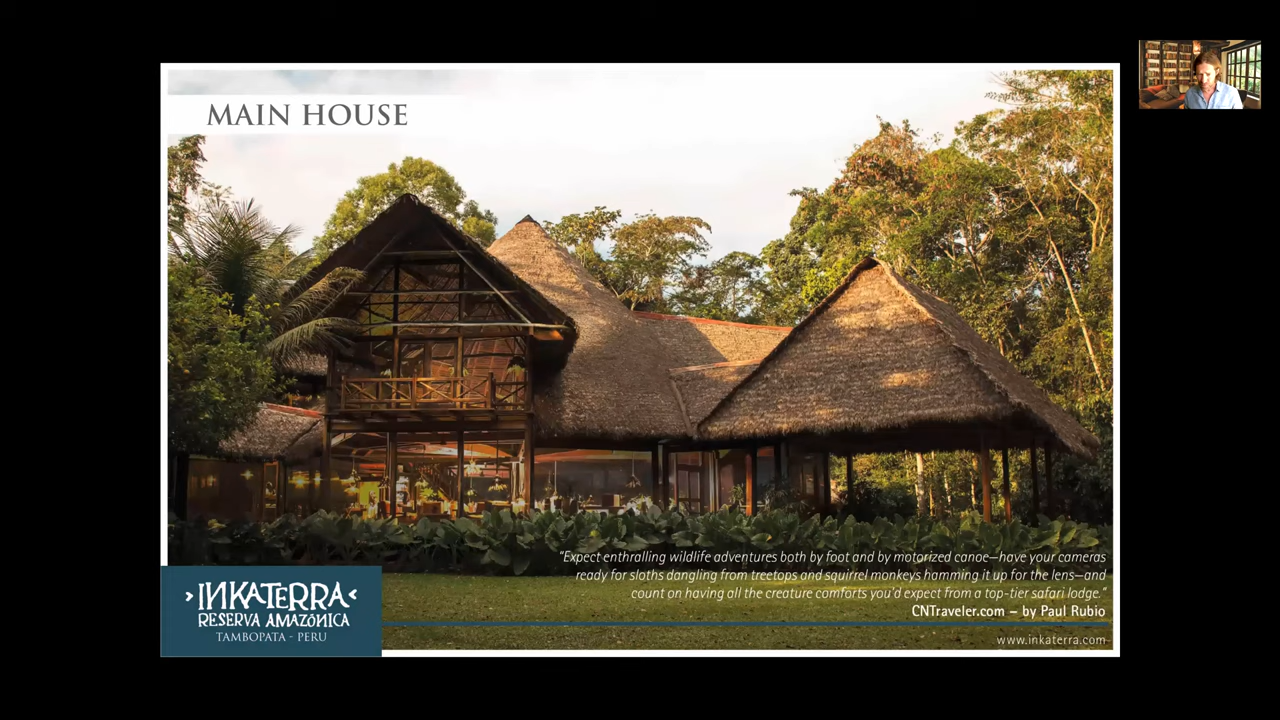 MAIN HOUSE
“Expect enthralling wildlife adventures both by foot and by motorized canoe—have your cameras
ready for sloths dangling from treetops and squirrel monkeys hamming it up for the lens—and
count on having all the creature comforts you’d expect from a top-tier safari lodge.”
CNTraveler.com – by Paul Rubio
INKATERRA
RESERVA AMAZÓNICA
TAMBOPATA - PERU
www.inkaterra.com